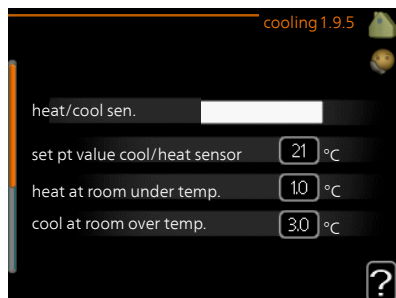 cooling 1.9.5
heat/cool sen.
set pt value cool/heat sensor 21 °C
heat at room under temp. 1.0 °C
cool at room over temp. 3.0 °C
?